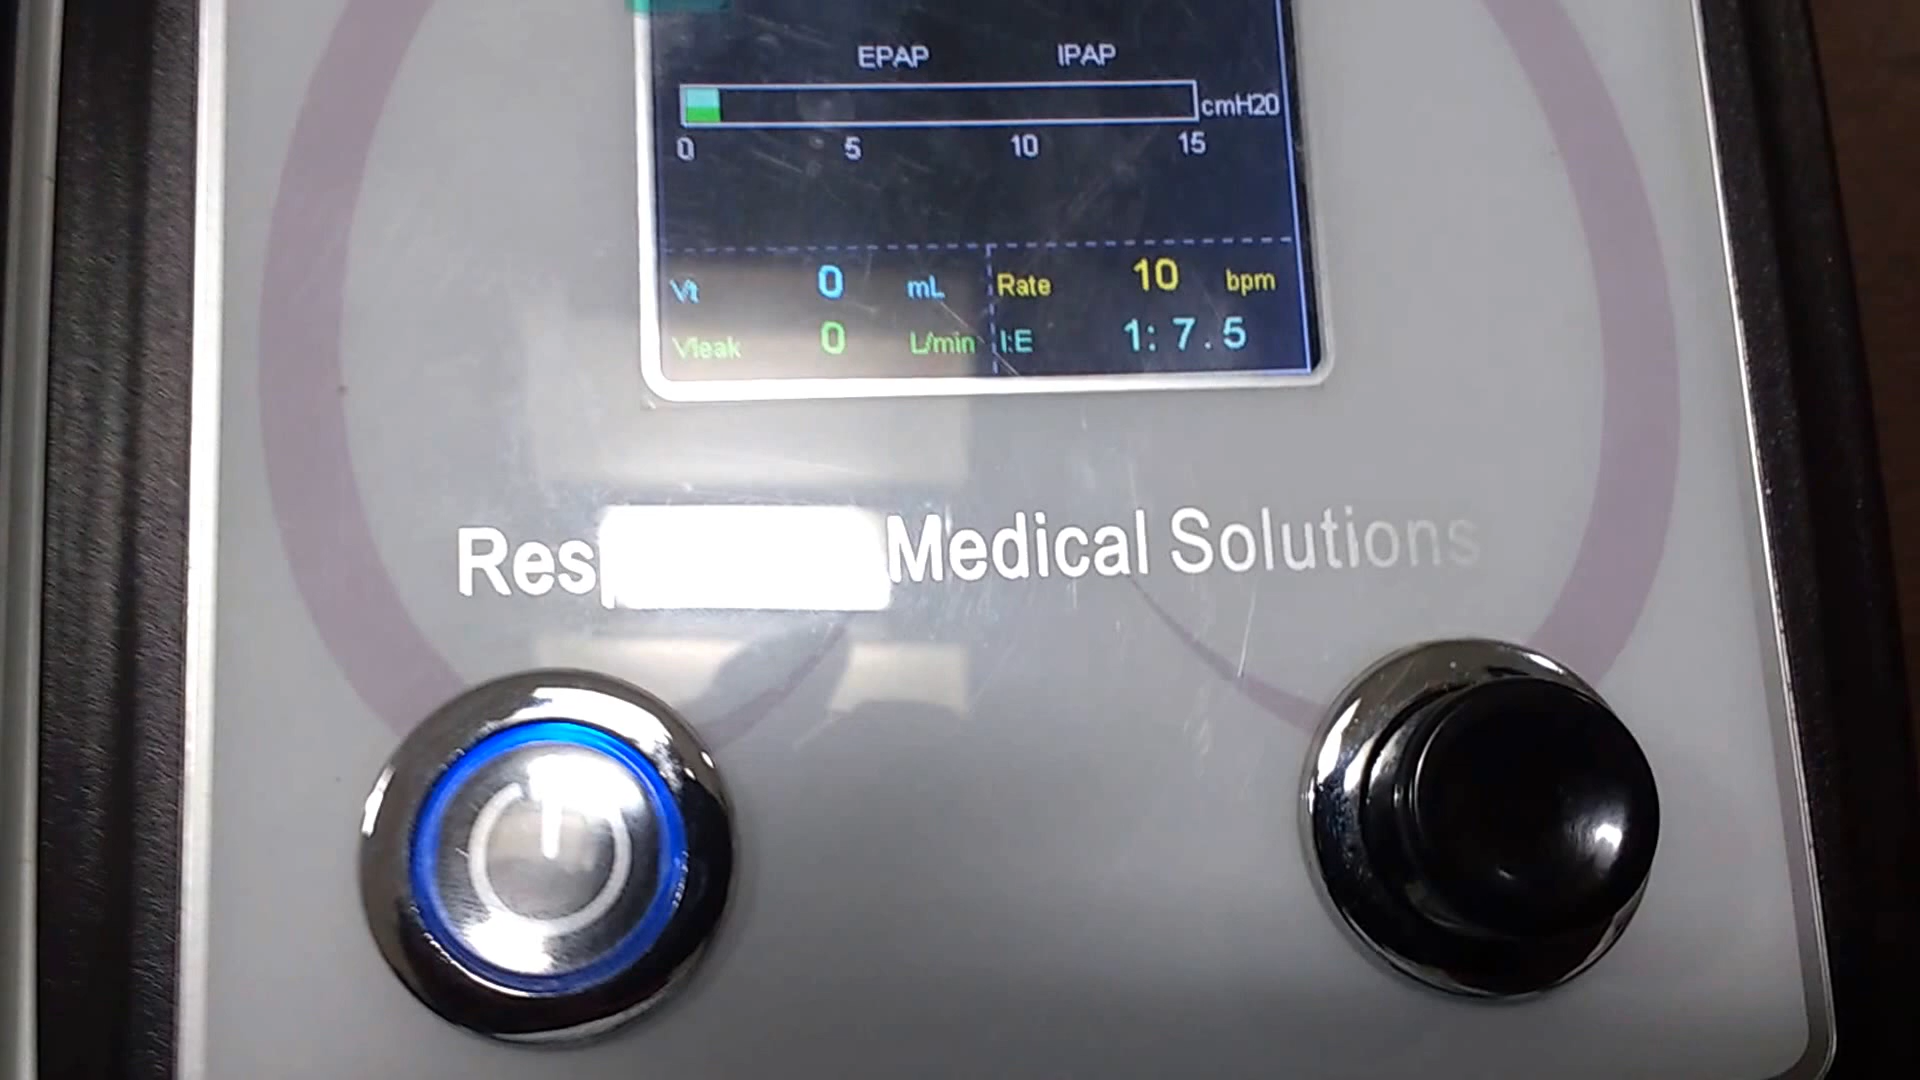 EPAP IPAP
cmH20
0 5 10 15
Vt 0 mL Rate 10 bpm
Vleak 0 L/min I:E 1: 7.5
Medical Solutions